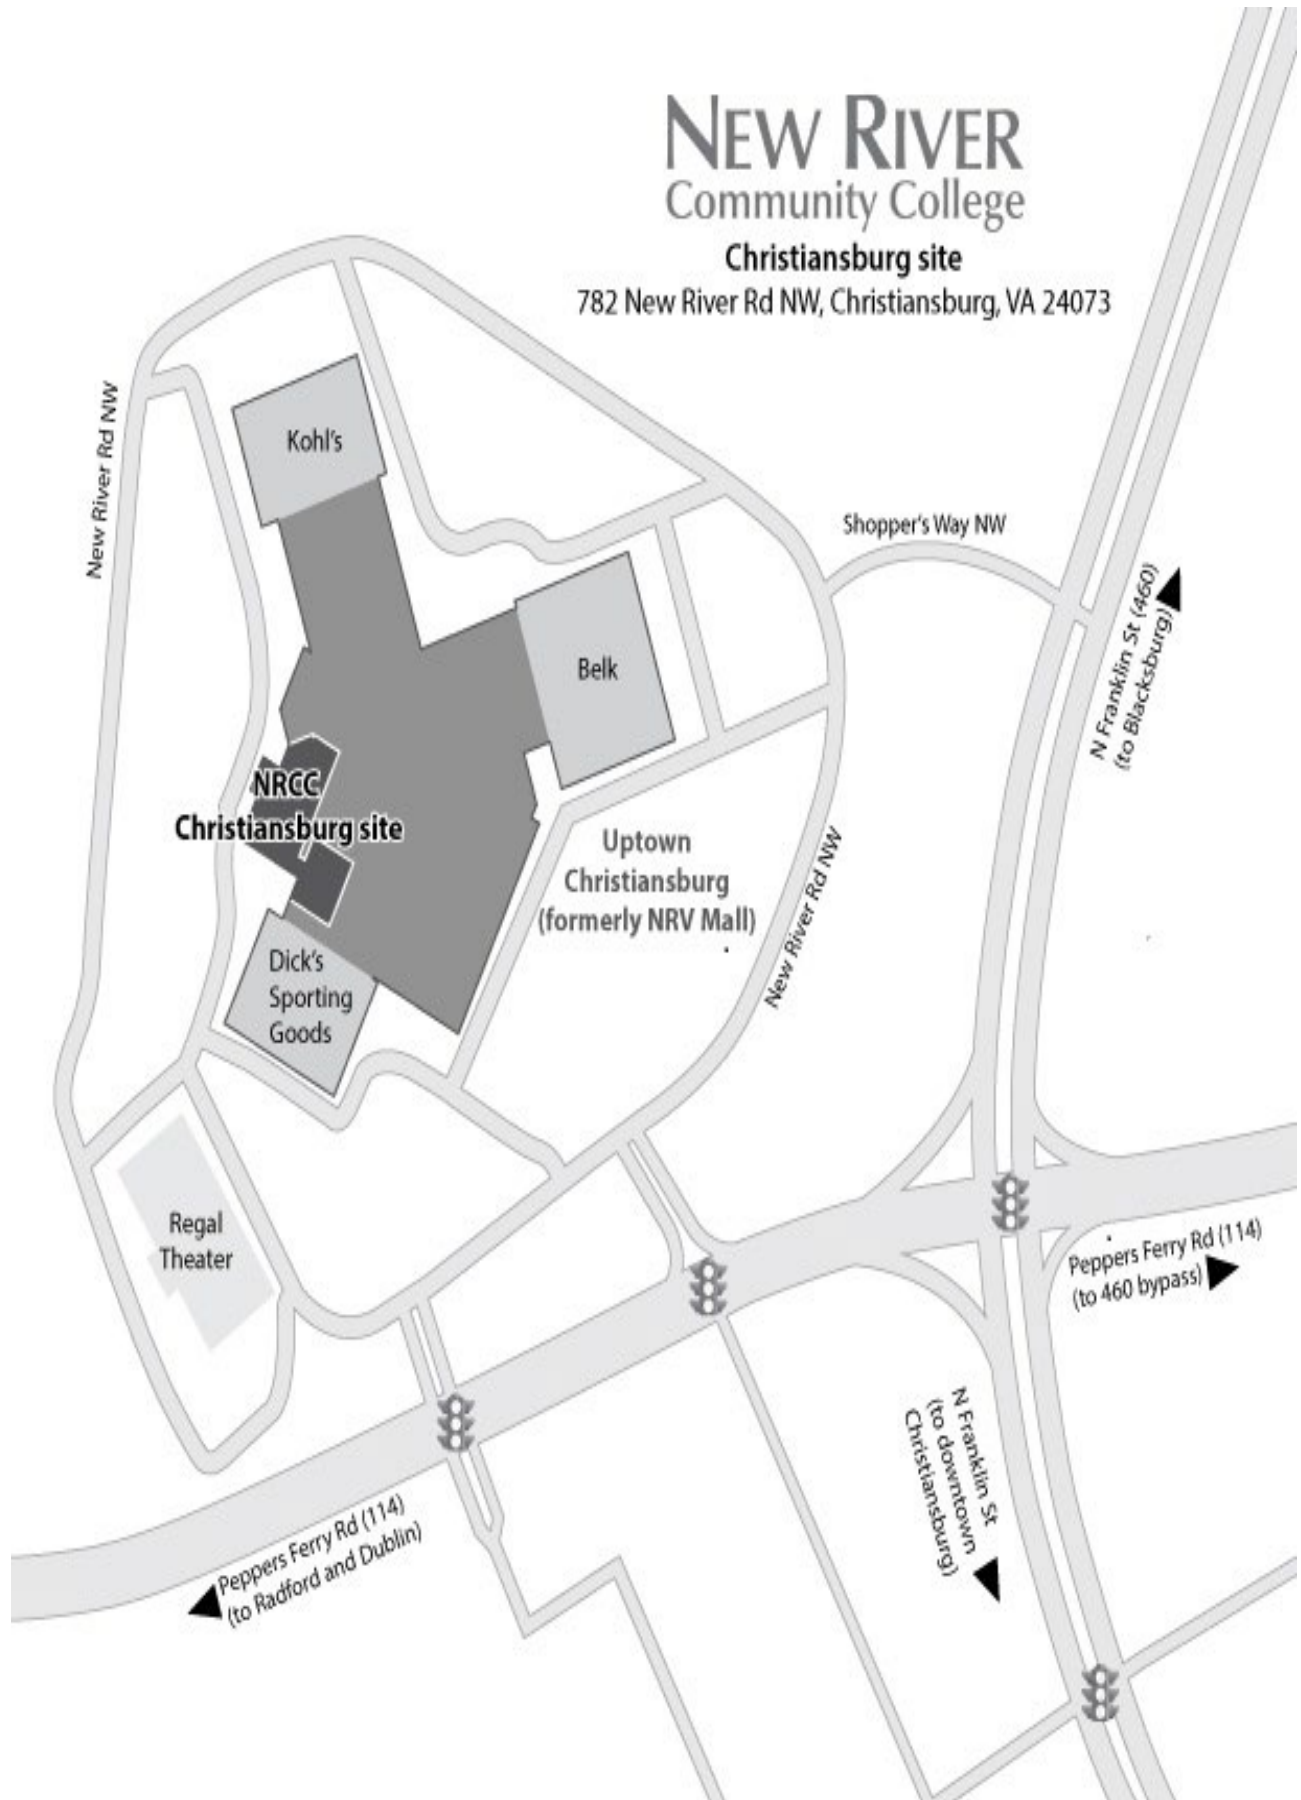 NEW RIVER
Community College
Christiansburg site
782 New River Rd NW, Christiansburg, VA 24073
New River Rd NW
Kohl's
Shopper's Way NW
N Franklin St (460)
(to Blacksburg)
Belk
NRCC
Christiansburg site
Uptown
Christiansburg
(formerly NRV Mall)
New River Rd NW
Dick's
Sporting
Goods
Regal
Theater
Peppers Ferry Rd (114)
(to 460 bypass)
N Franklin St
(to downtown
Christiansburg)
Peppers Ferry Rd (114)
(to Radford and Dublin)